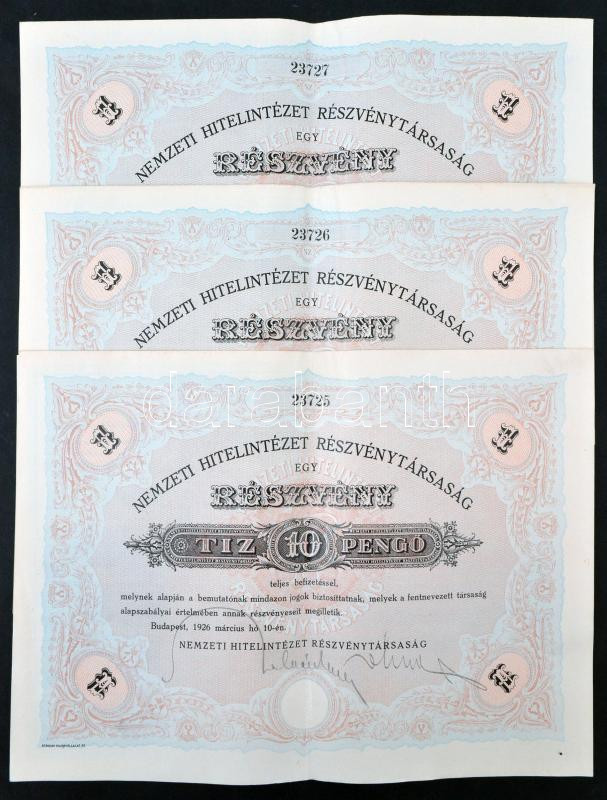 23727
NEMZETI HITELINTÉZET RÉSZVÉNYTÁRSASÁG
EGY
RÉSZVÉNY
23726
NEMZETI HITELINTÉZET RÉSZVÉNYTÁRSASÁG
EGY
RÉSZVÉNY
23725
darabanth
NEMZETI HITELINTÉZET RÉSZVÉNYTÁRSASÁG
EGY
RÉSZVÉNY
TIZ 10 PENGŐ
teljes befizetéssel,
melynek alapján a bemutatónak mindazon jogok biztosíttatnak, melyek a fentnevezett társaság
alapszabályai értelmében annak részvényeseit megilletik.
Budapest, 1926 március hó 10-én.
NEMZETI HITELINTÉZET RÉSZVÉNYTÁRSASÁG